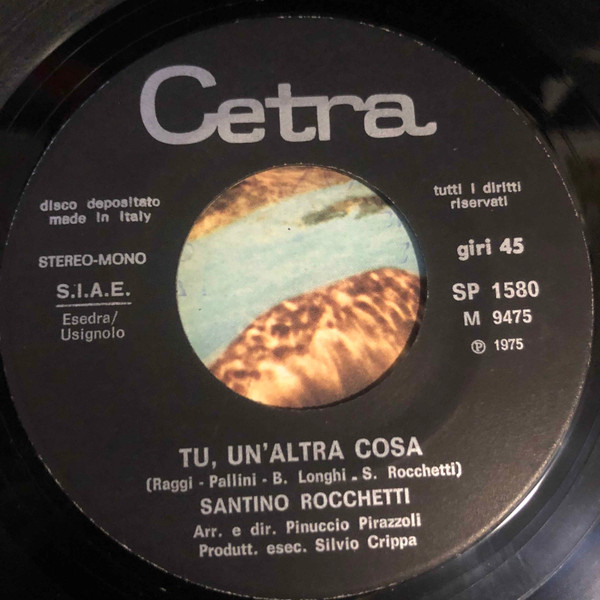 Cetra
disco depositato
made in Italy
tutti i diritti
riservati
STEREO-MONO
giri 45
S.I.A.E.
Esedra/
Usignolo
SP 1580
M 9475
℗ 1975
TU, UN'ALTRA COSA
(Raggi - Pallini - B. Longhi - S. Rocchetti)
SANTINO ROCCHETTI
Arr. e dir. Pinuccio Pirazzoli
Produtt. esec. Silvio Crippa